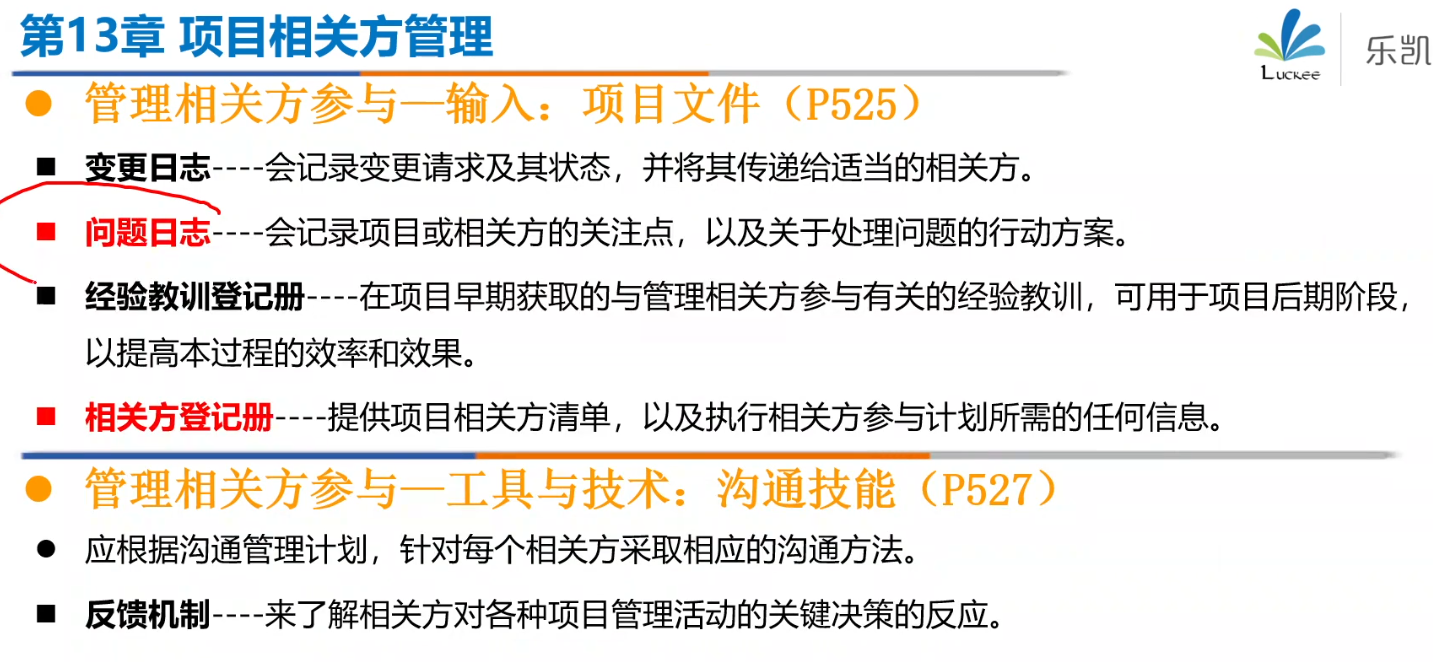 第13章 项目相关方管理
Luckee
乐凯
管理相关方参与—输入：项目文件（P525）
变更日志----会记录变更请求及其状态，并将其传递给适当的相关方。
问题日志----会记录项目或相关方的关注点，以及关于处理问题的行动方案。
经验教训登记册----在项目早期获取的与管理相关方参与有关的经验教训，可用于项目后期阶段，
以提高本过程的效率和效果。
相关方登记册----提供项目相关方清单，以及执行相关方参与计划所需的任何信息。
管理相关方参与—工具与技术：沟通技能（P527）
应根据沟通管理计划，针对每个相关方采取相应的沟通方法。
反馈机制----来了解相关方对各种项目管理活动的关键决策的反应。